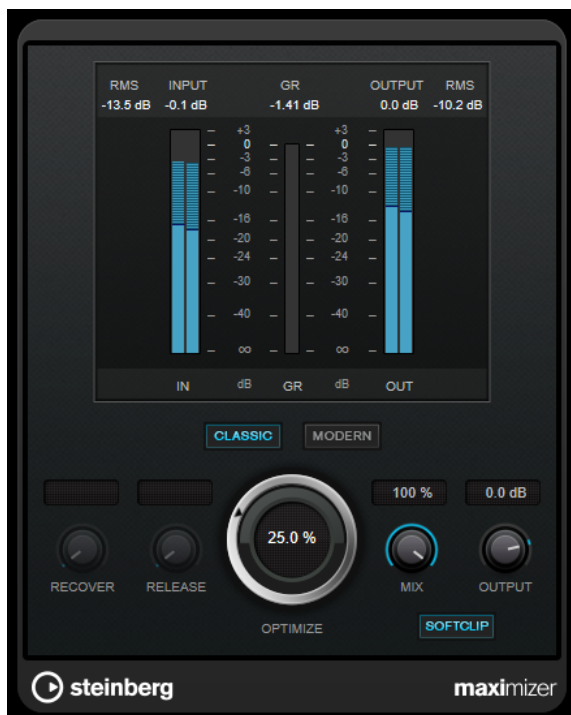 RMS INPUT GR OUTPUT RMS
-13.5 dB -0.1 dB -1.41 dB 0.0 dB -10.2 dB
+3 +3
0 0
-3 -3
-6 -6
-10 -10
-16 -16
-20 -20
-24 -24
-30 -30
-40 -40
∞ ∞
IN dB GR dB OUT
CLASSIC MODERN
100 % 0.0 dB
25.0 %
RECOVER RELEASE MIX OUTPUT
OPTIMIZE SOFTCLIP
steinberg maximizer